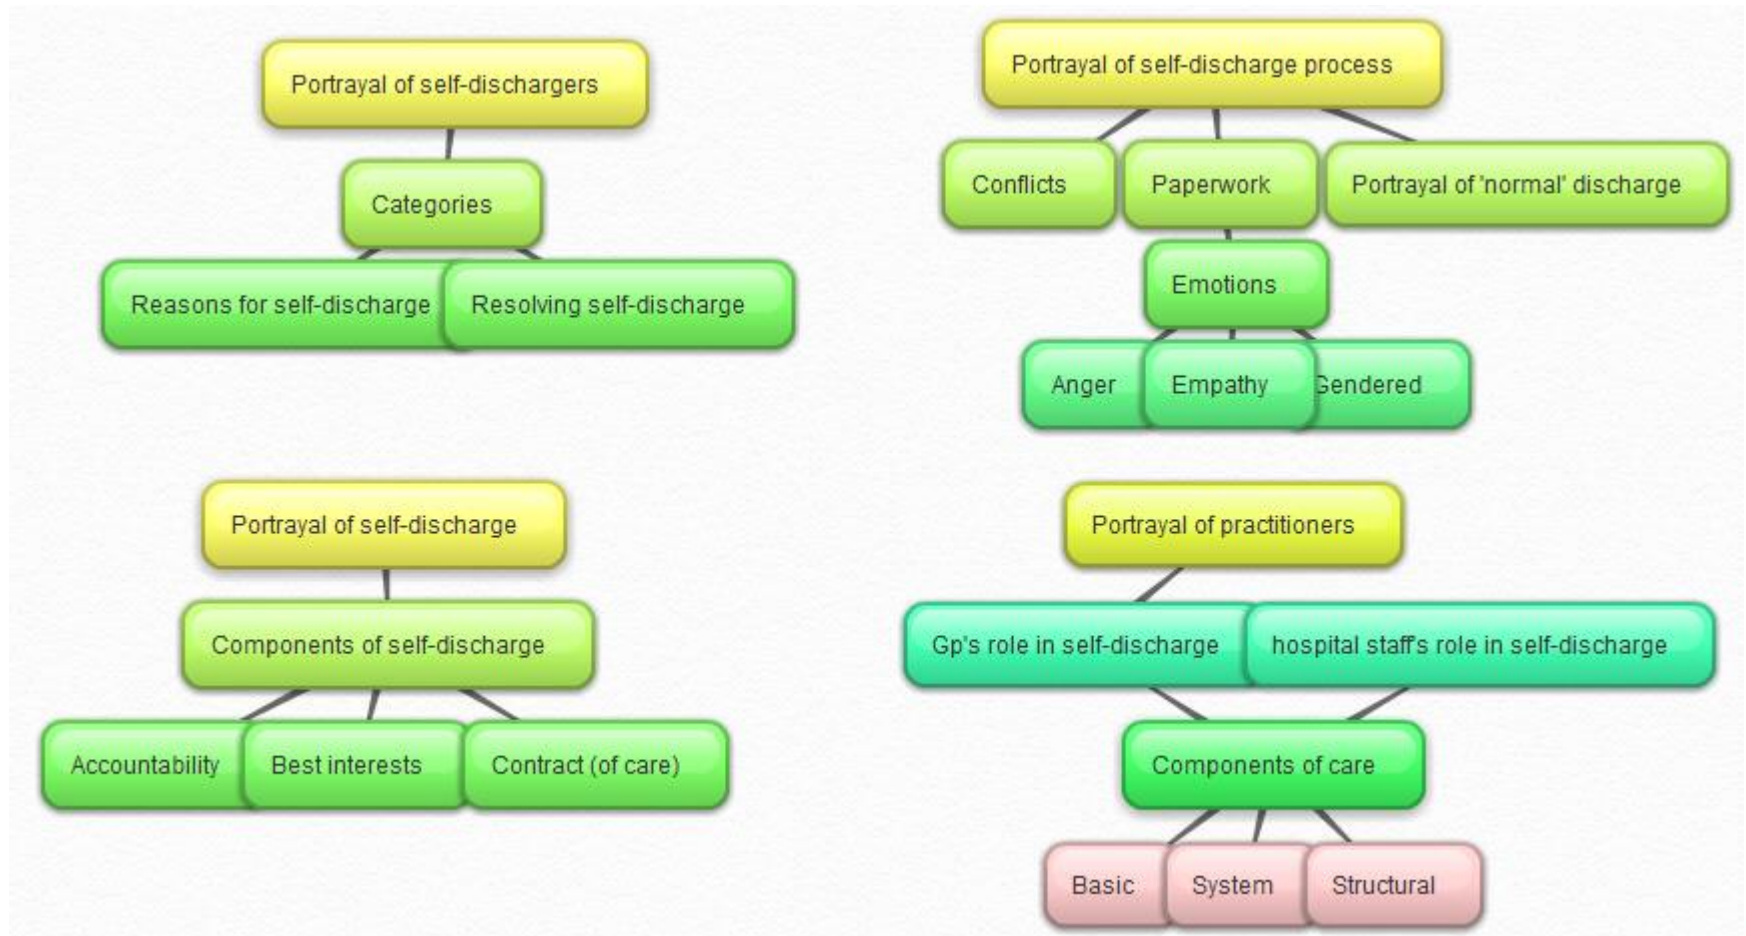 Portrayal of self-dischargers
Categories
Reasons for self-discharge
Resolving self-discharge
Portrayal of self-discharge process
Conflicts
Paperwork
Portrayal of 'normal' discharge
Emotions
Anger
Empathy
Gendered
Portrayal of self-discharge
Components of self-discharge
Accountability
Best interests
Contract (of care)
Portrayal of practitioners
Gp's role in self-discharge
hospital staff's role in self-discharge
Components of care
Basic
System
Structural